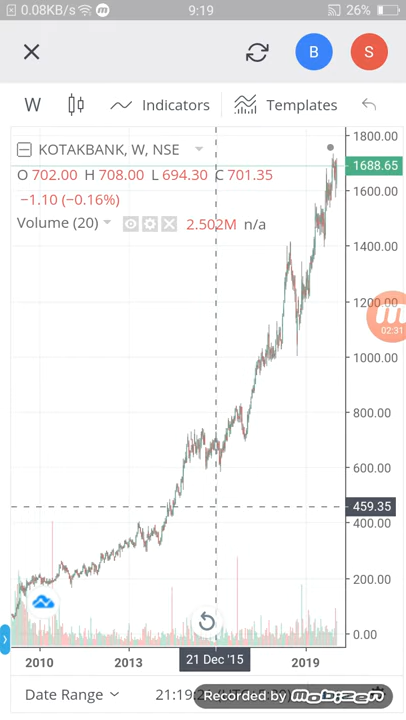 0.08KB/s 9:19 26%
B S
W Indicators Templates
KOTAKBANK, W, NSE
O 702.00 H 708.00 L 694.30 C 701.35
−1.10 (−0.16%)
Volume (20) 2.502M n/a
1800.00
1688.65
1600.00
1400.00
1200.00
02:31
1000.00
800.00
600.00
459.35
400.00
200.00
0.00
2010 2013 21 Dec '15 2019
Date Range 21:19:2
Recorded by mobizen